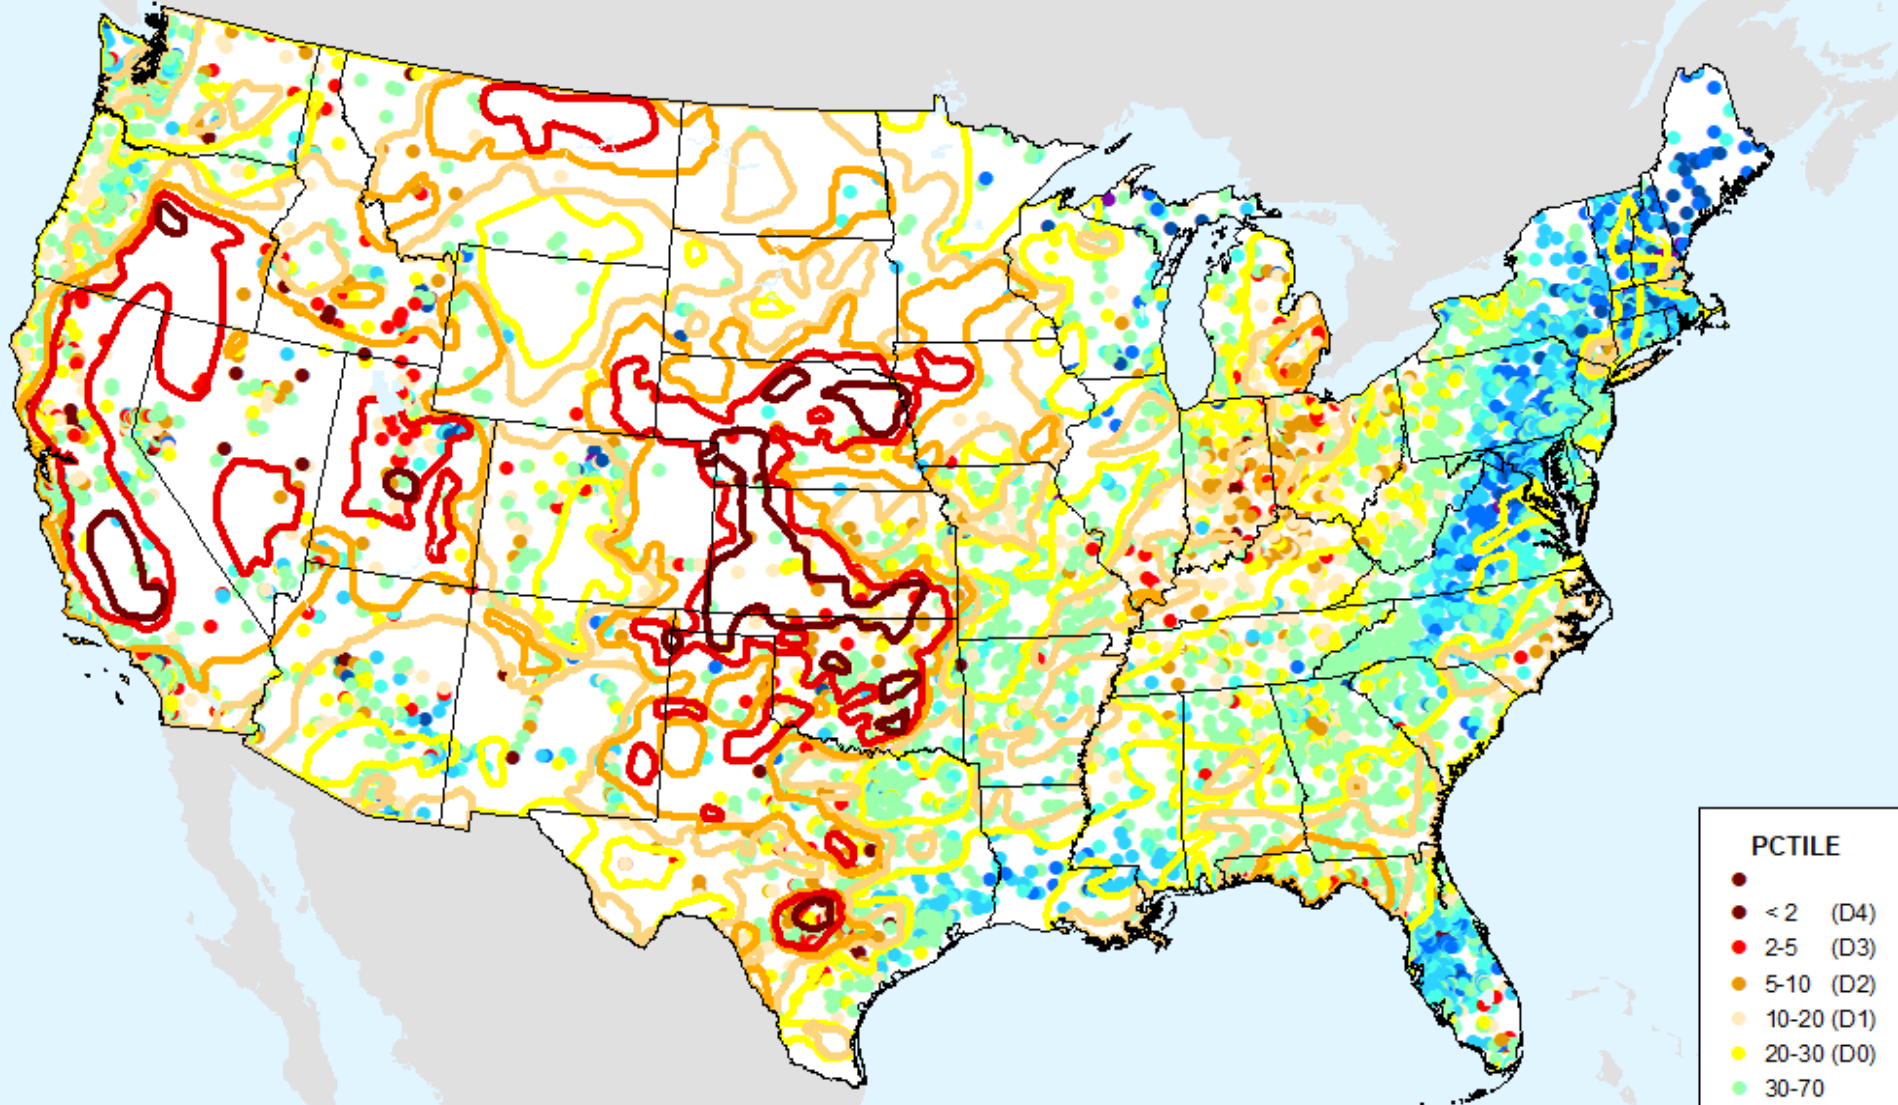 PCTILE
< 2 (D4)
2-5 (D3)
5-10 (D2)
10-20 (D1)
20-30 (D0)
30-70